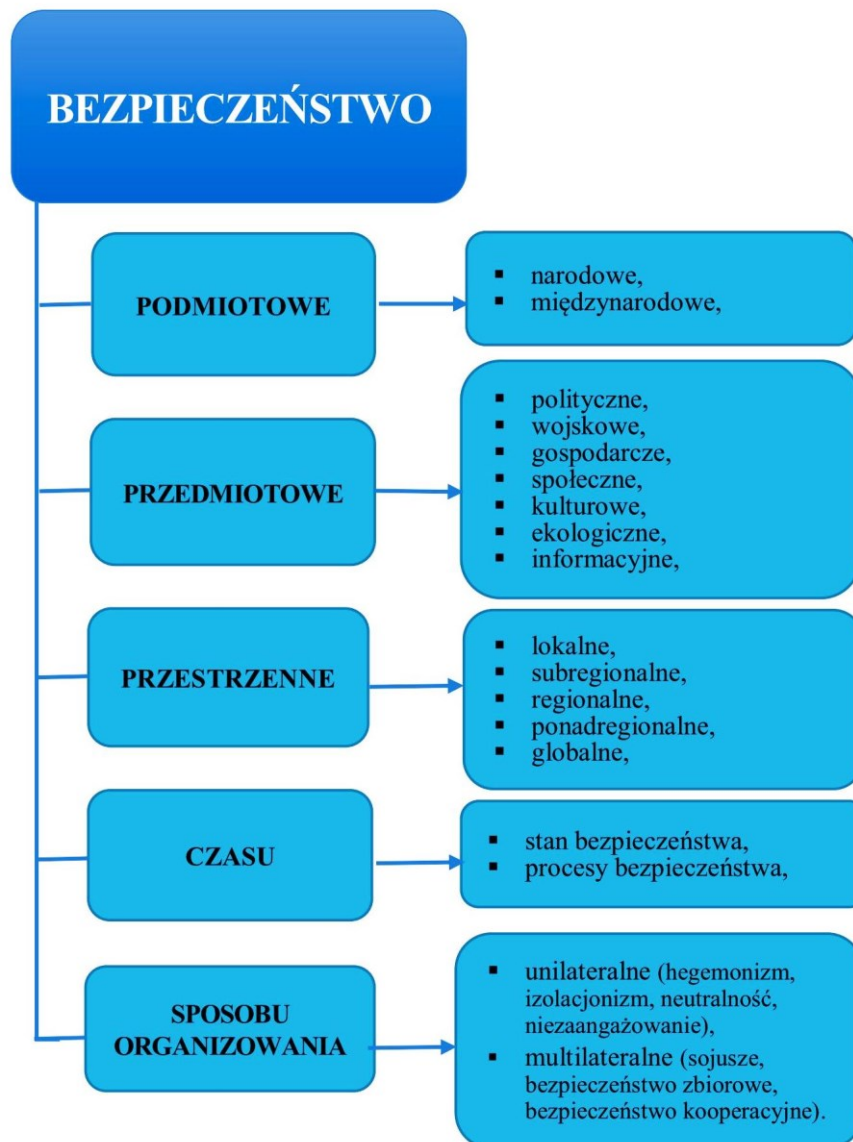 BEZPIECZEŃSTWO
PODMIOTOWE
▪ narodowe,
▪ międzynarodowe,
PRZEDMIOTOWE
▪ polityczne,
▪ wojskowe,
▪ gospodarcze,
▪ społeczne,
▪ kulturowe,
▪ ekologiczne,
▪ informacyjne,
PRZESTRZENNE
▪ lokalne,
▪ subregionalne,
▪ regionalne,
▪ ponadregionalne,
▪ globalne,
CZASU
▪ stan bezpieczeństwa,
▪ procesy bezpieczeństwa,
SPOSOBU
ORGANIZOWANIA
▪ unilateralne (hegemonizm,
izolacjonizm, neutralność,
niezaangażowanie),
▪ multilateralne (sojusze,
bezpieczeństwo zbiorowe,
bezpieczeństwo kooperacyjne).